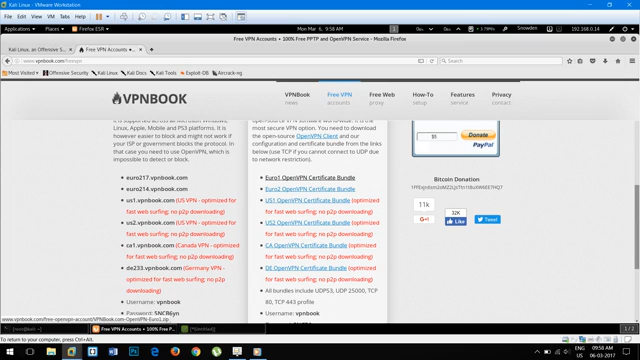 Kali Linux - VMware Workstation
File Edit View VM Tabs Help
Applications Places Firefox ESR Mon Mar 6, 9:58 AM 1.79MHz Snowden 192.168.0.14
Free VPN Accounts • 100% Free PPTP and OpenVPN Service - Mozilla Firefox
Kali Linux, an Offensive S... Free VPN Accounts •...
www.vpnbook.com/freevpn Search
Most Visited Offensive Security Kali Linux Kali Docs Kali Tools Exploit-DB Aircrack-ng
VPNBOOK
VPNBook Free VPN Free Web How-To Features Privacy
news accounts proxy setup service contact
Linux, Apple, Mobile and PS3 platforms. It is
however easier to block and might not work if
your ISP or government blocks the protocol. In
that case you need to use OpenVPN, which is
impossible to detect or block.
euro217.vpnbook.com
euro214.vpnbook.com
us1.vpnbook.com (US VPN - optimized
for fast web surfing; no p2p downloading)
us2.vpnbook.com (US VPN - optimized
for fast web surfing; no p2p downloading)
ca1.vpnbook.com (Canada VPN - optimized
for fast web surfing; no p2p downloading)
de233.vpnbook.com (Germany VPN -
optimized for fast web surfing; no p2p
downloading)
Username: vpnbook
Password:
most secure VPN option. You need to download
the open-source OpenVPN Client and our
configuration and certificate bundle from the links
below (use TCP if you cannot connect to UDP due
to network restriction).
Euro1 OpenVPN Certificate Bundle
Euro2 OpenVPN Certificate Bundle
US1 OpenVPN Certificate Bundle (optimized
for fast web surfing; no p2p downloading)
US2 OpenVPN Certificate Bundle (optimized
for fast web surfing; no p2p downloading)
CA OpenVPN Certificate Bundle (optimized
for fast web surfing; no p2p downloading)
DE OpenVPN Certificate Bundle (optimized
for fast web surfing; no p2p downloading)
All bundles include UDP53, UDP 25000, TCP
80, TCP 443 profile
Username: vpnbook
$5 Donate
PayPal
Bitcoin Donation
11k
G+1
32K
Like
Tweet
www.vpnbook.com/free-openvpn-account/VPNBook.com-OpenVPN-Euro1.zip
Free VPN Accounts • 100% Free P... 1 / 2
To return to your computer, press Ctrl+Alt.
ENG 09:58 AM
US 06-03-2017